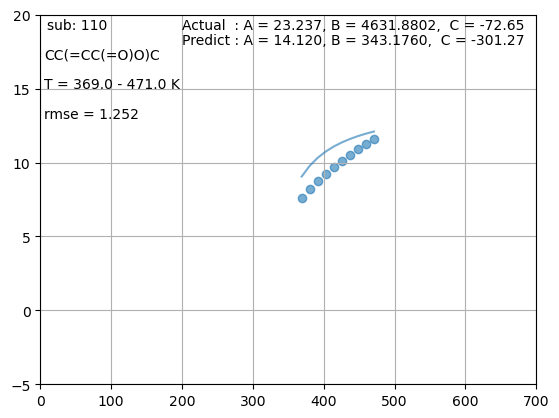 sub: 110
Actual : A = 23.237, B = 4631.8802, C = -72.65
Predict : A = 14.120, B = 343.1760, C = -301.27
CC(=CC(=O)O)C
T = 369.0 - 471.0 K
rmse = 1.252
20
15
10
5
0
−5
0 100 200 300 400 500 600 700